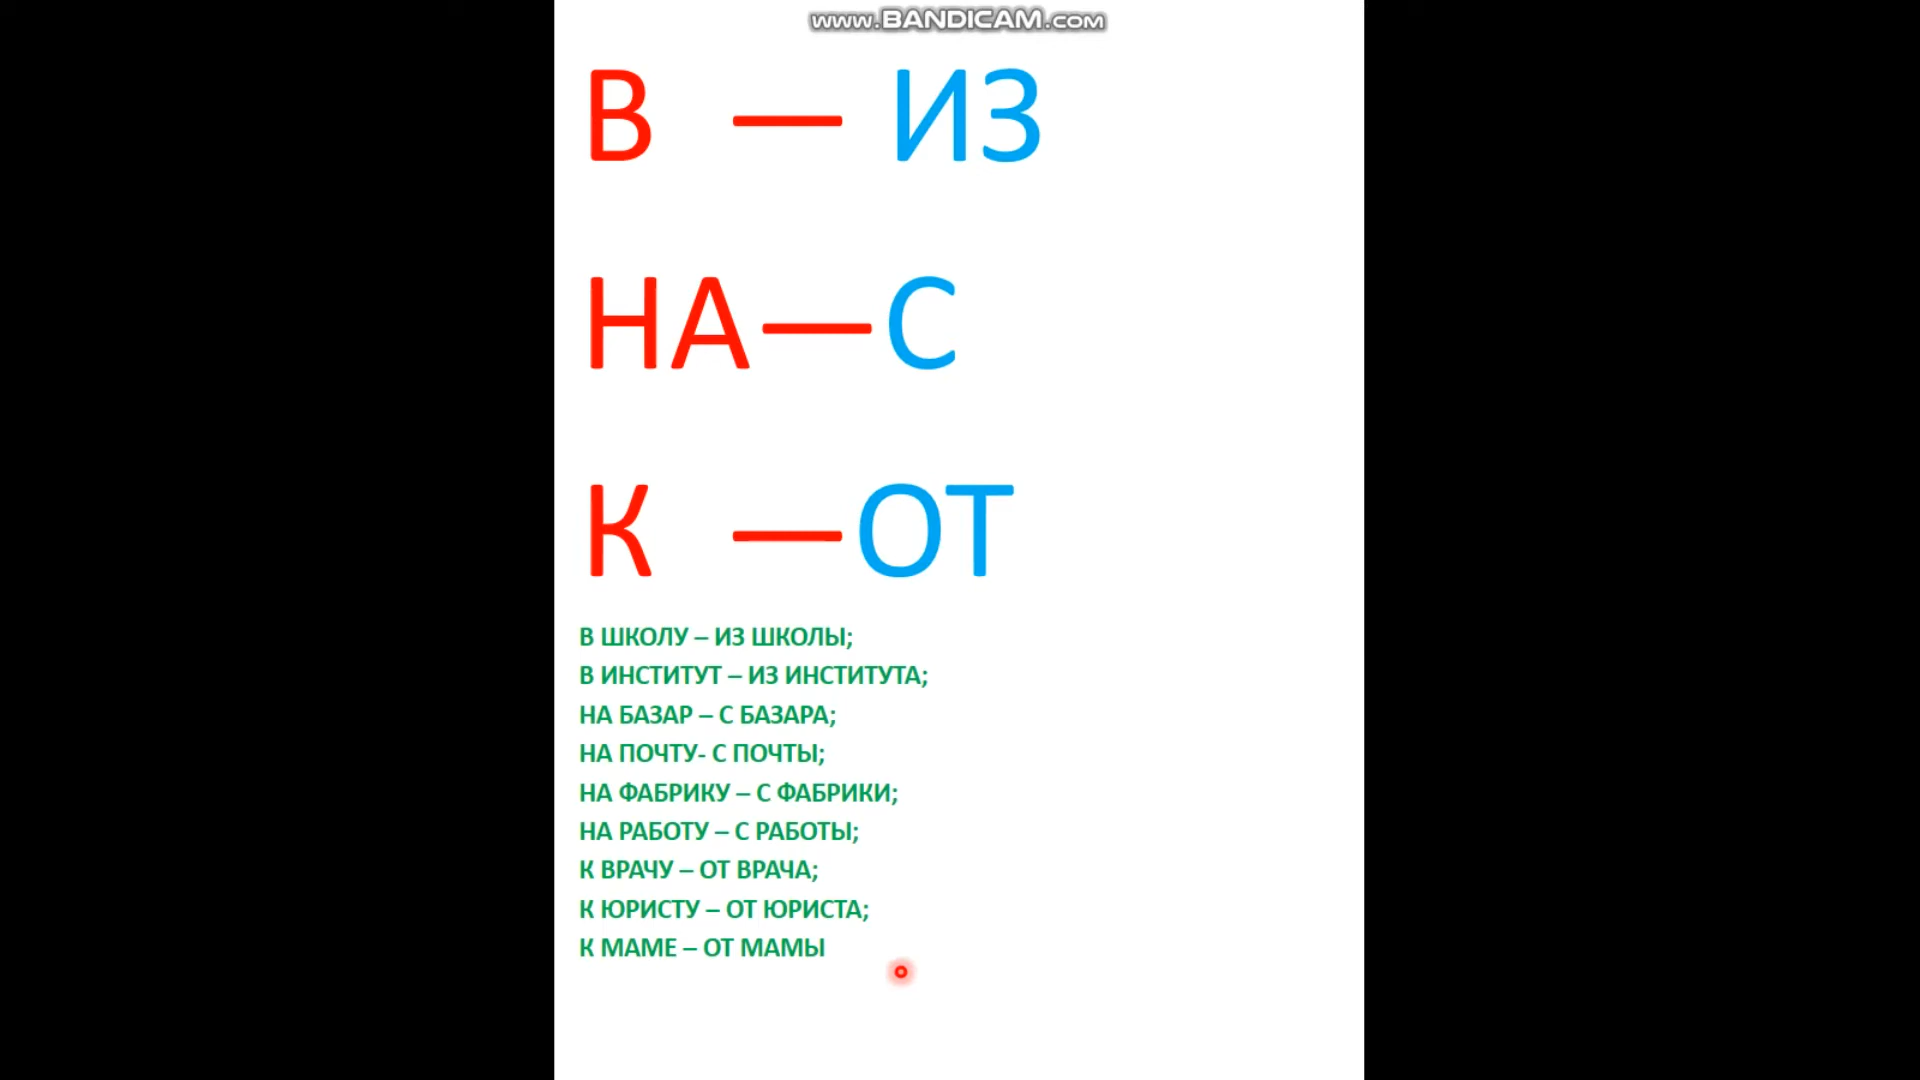 www.BANDICAM.com
В — ИЗ
НА—С
К —ОТ
В ШКОЛУ – ИЗ ШКОЛЫ;
В ИНСТИТУТ – ИЗ ИНСТИТУТА;
НА БАЗАР – С БАЗАРА;
НА ПОЧТУ- С ПОЧТЫ;
НА ФАБРИКУ – С ФАБРИКИ;
НА РАБОТУ – С РАБОТЫ;
К ВРАЧУ – ОТ ВРАЧА;
К ЮРИСТУ – ОТ ЮРИСТА;
К МАМЕ – ОТ МАМЫ